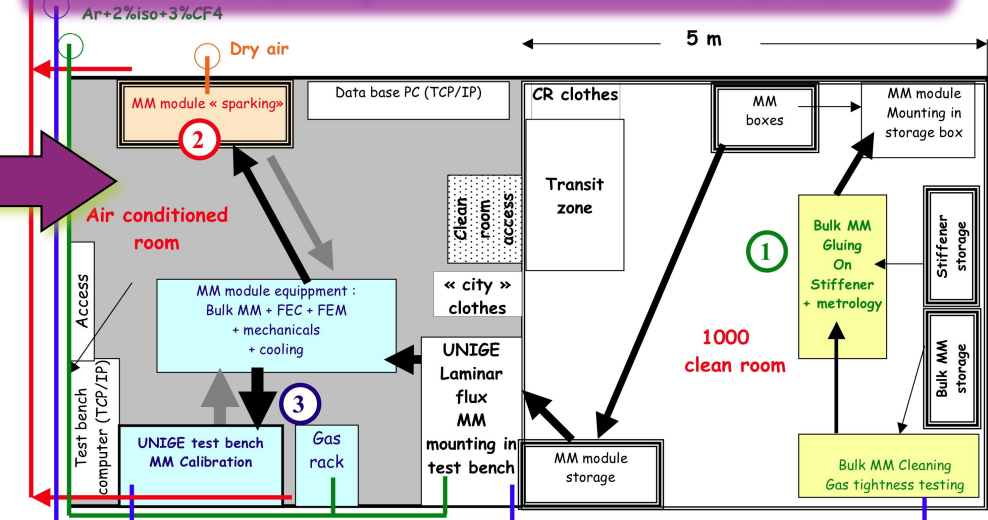 Ar+2%iso+3%CF4
Dry air
5 m
MM module « sparking»
2
Data base PC (TCP/IP)
CR clothes
MM
boxes
MM module
Mounting in
storage box
Transit
zone
Clean
room
access
Air conditioned
room
1
Bulk MM
Gluing
On
Stiffener
+ metrology
Stiffener
storage
Access
« city »
clothes
MM module equippment :
Bulk MM + FEC + FEM
+ mechanicals
+ cooling
1000
clean room
Bulk MM
storage
UNIGE
Laminar
flux
MM
mounting in
test bench
3
Test bench
computer (TCP/IP)
UNIGE test bench
MM Calibration
Gas
rack
MM module
storage
Bulk MM Cleaning
Gas tightness testing